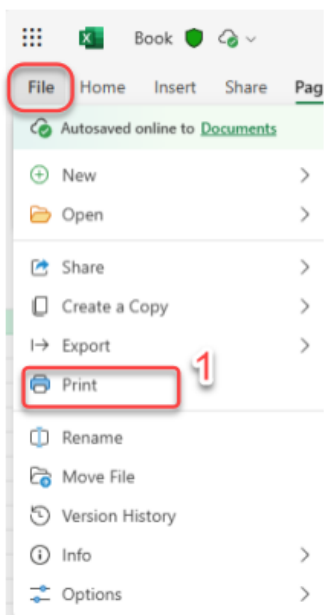 Book
File Home Insert Share Pag
Autosaved online to Documents
New
Open
Share
Create a Copy
Export
1
Print
Rename
Move File
Version History
Info
Options